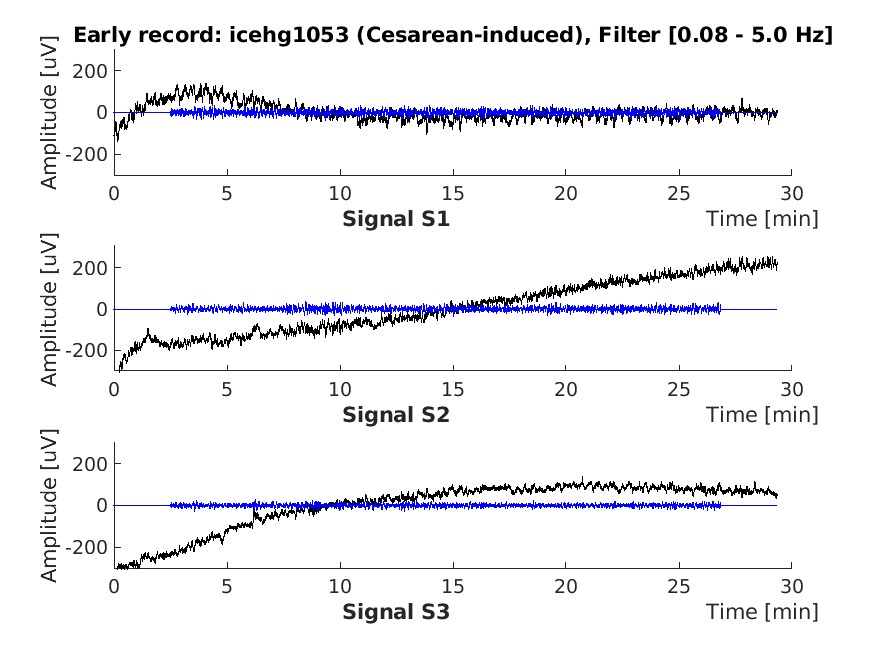 Early record: icehg1053 (Cesarean-induced), Filter [0.08 - 5.0 Hz]
Amplitude [uV]
200
0
-200
0 5 10 15 20 25 30
Signal S1 Time [min]
Amplitude [uV]
200
0
-200
0 5 10 15 20 25 30
Signal S2 Time [min]
Amplitude [uV]
200
0
-200
0 5 10 15 20 25 30
Signal S3 Time [min]